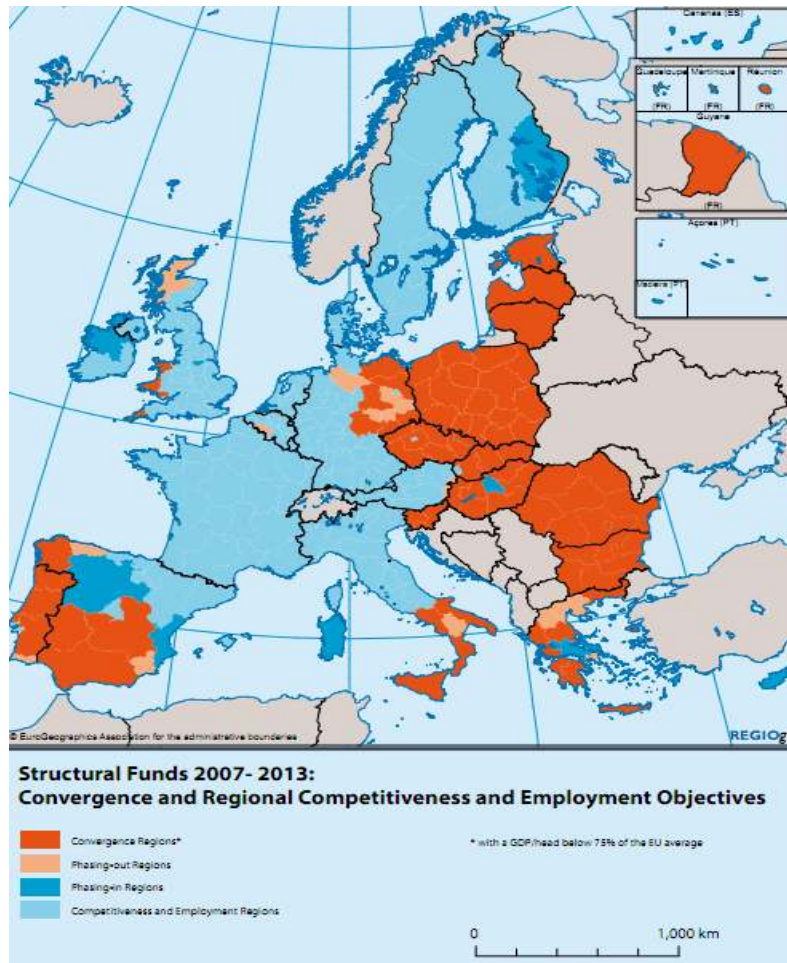 Canarias (ES)
Guadeloupe Martinique Réunion
(FR) (FR) (FR)
Guyane
(FR)
Açores (PT)
Madeira (PT)
© EuroGeographics Association for the administrative boundaries
REGIOg
Structural Funds 2007- 2013:
Convergence and Regional Competitiveness and Employment Objectives
Convergence Regions*
* with a GDP/head below 75% of the EU average
Phasing-out Regions
Phasing-in Regions
Competitiveness and Employment Regions
0 1,000 km